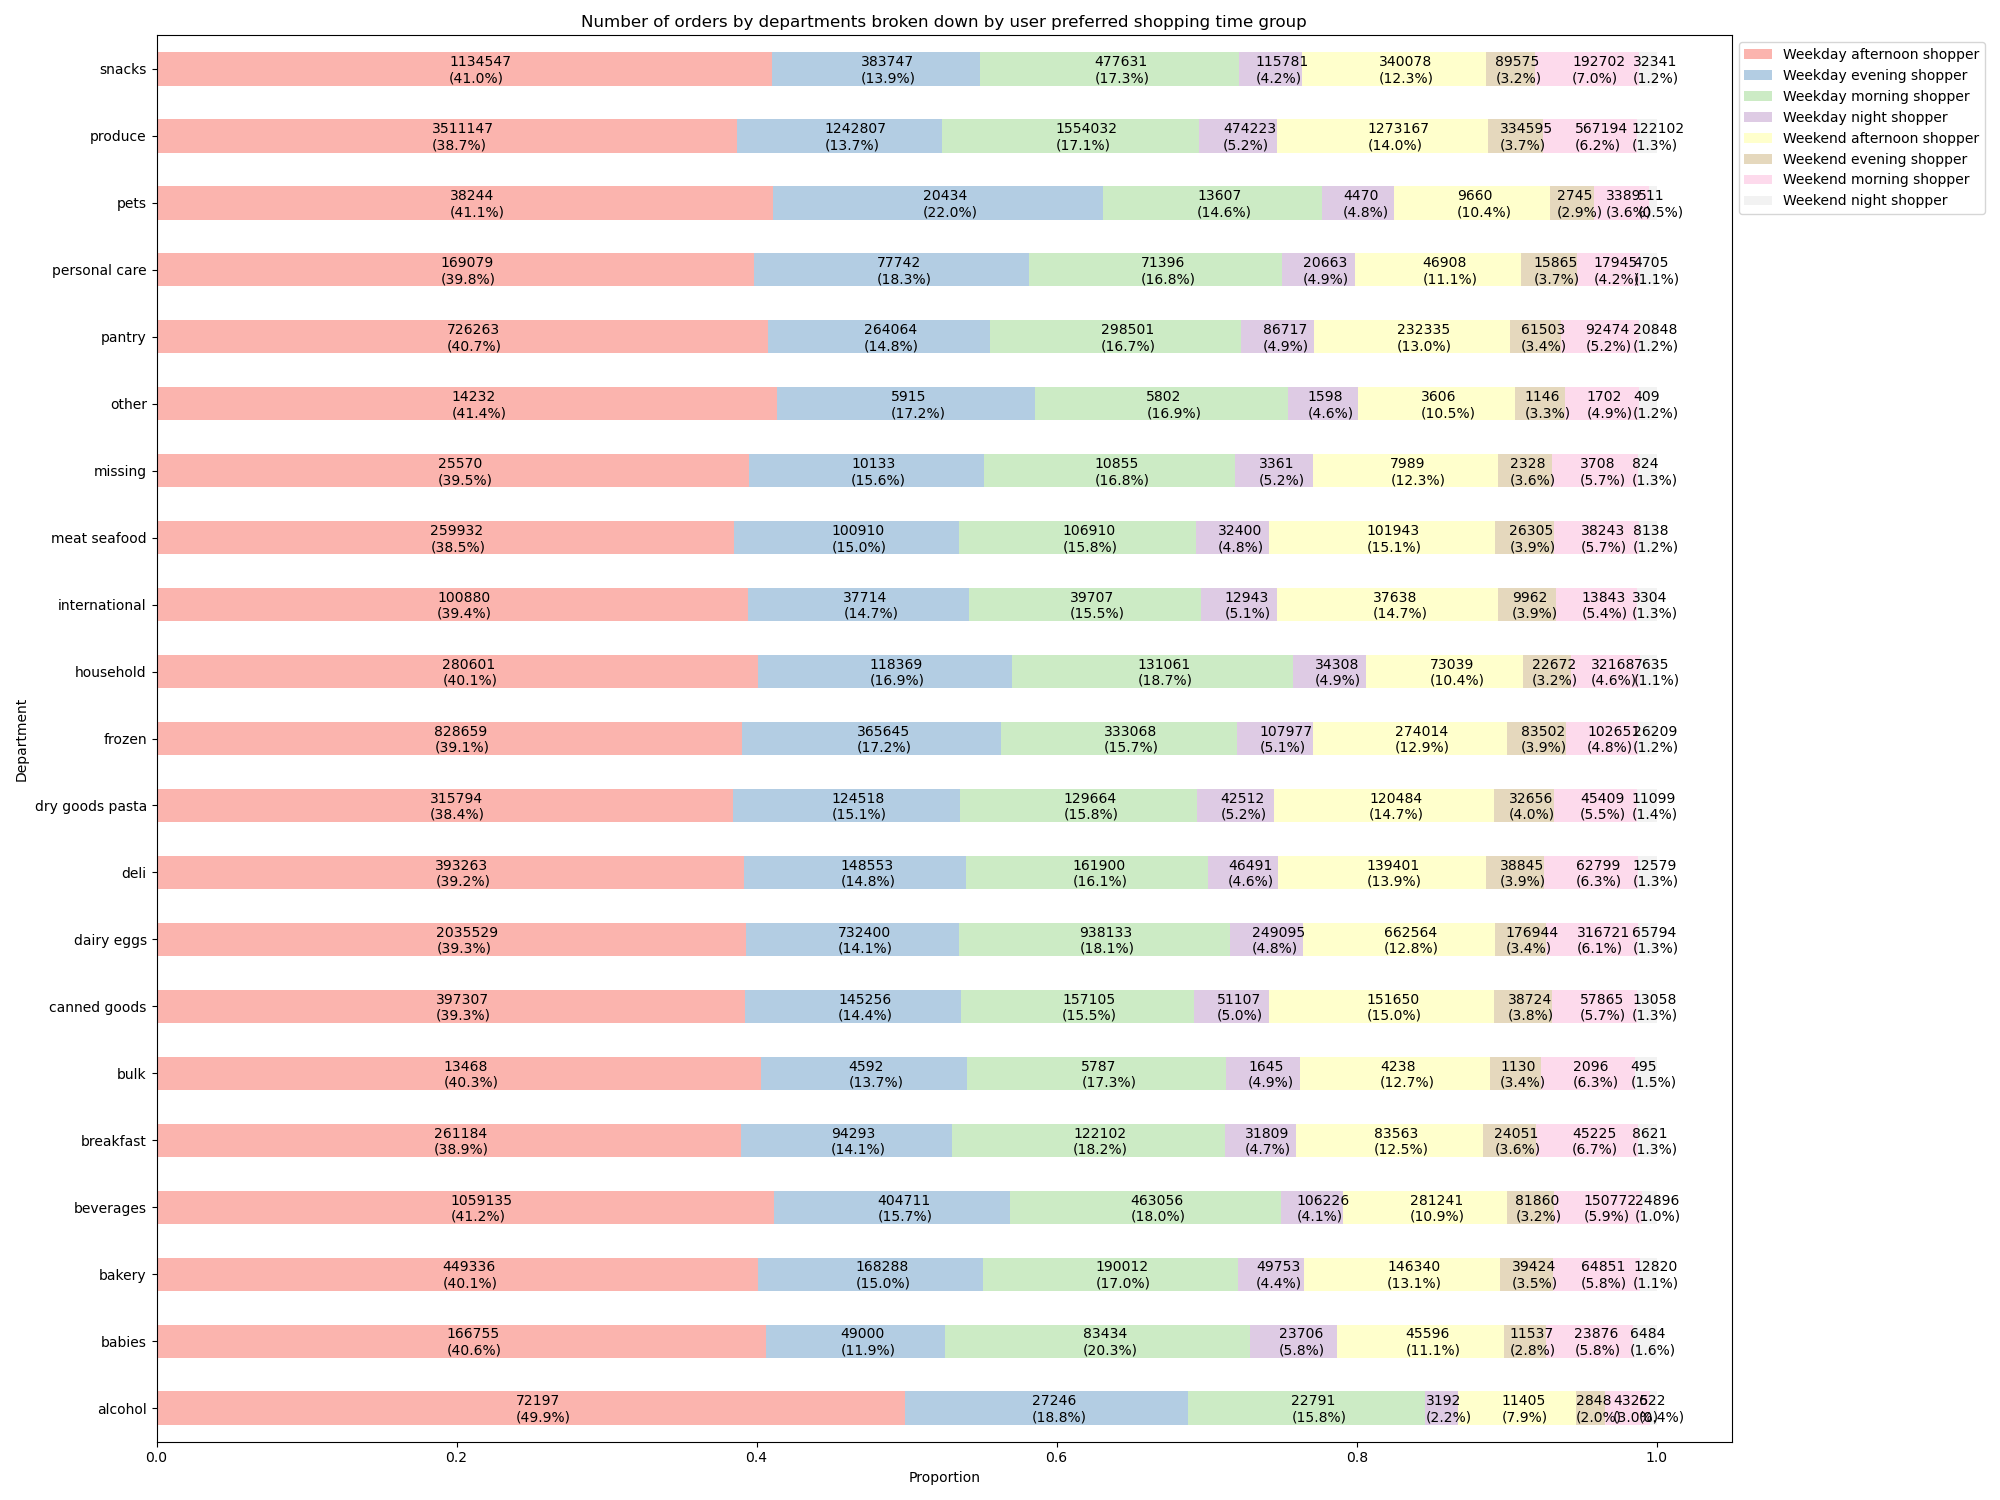 Number of orders by departments broken down by user preferred shopping time group
Weekday afternoon shopper
Weekday evening shopper
Weekday morning shopper
Weekday night shopper
Weekend afternoon shopper
Weekend evening shopper
Weekend morning shopper
Weekend night shopper
Department
snacks 1134547 383747 477631 115781 340078 89575 192702 32341
(41.0%) (13.9%) (17.3%) (4.2%) (12.3%) (3.2%) (7.0%) (1.2%)
produce 3511147 1242807 1554032 474223 1273167 334595 567194 122102
(38.7%) (13.7%) (17.1%) (5.2%) (14.0%) (3.7%) (6.2%) (1.3%)
pets 38244 20434 13607 4470 9660 2745 3389 511
(41.1%) (22.0%) (14.6%) (4.8%) (10.4%) (2.9%) (3.6%) (0.5%)
personal care 169079 77742 71396 20663 46908 15865 17945 4705
(39.8%) (18.3%) (16.8%) (4.9%) (11.1%) (3.7%) (4.2%) (1.1%)
pantry 726263 264064 298501 86717 232335 61503 92474 20848
(40.7%) (14.8%) (16.7%) (4.9%) (13.0%) (3.4%) (5.2%) (1.2%)
other 14232 5915 5802 1598 3606 1146 1702 409
(41.4%) (17.2%) (16.9%) (4.6%) (10.5%) (3.3%) (4.9%) (1.2%)
missing 25570 10133 10855 3361 7989 2328 3708 824
(39.5%) (15.6%) (16.8%) (5.2%) (12.3%) (3.6%) (5.7%) (1.3%)
meat seafood 259932 100910 106910 32400 101943 26305 38243 8138
(38.5%) (15.0%) (15.8%) (4.8%) (15.1%) (3.9%) (5.7%) (1.2%)
international 100880 37714 39707 12943 37638 9962 13843 3304
(39.4%) (14.7%) (15.5%) (5.1%) (14.7%) (3.9%) (5.4%) (1.3%)
household 280601 118369 131061 34308 73039 22672 32168 7635
(40.1%) (16.9%) (18.7%) (4.9%) (10.4%) (3.2%) (4.6%) (1.1%)
frozen 828659 365645 333068 107977 274014 83502 102651 26209
(39.1%) (17.2%) (15.7%) (5.1%) (12.9%) (3.9%) (4.8%) (1.2%)
dry goods pasta 315794 124518 129664 42512 120484 32656 45409 11099
(38.4%) (15.1%) (15.8%) (5.2%) (14.7%) (4.0%) (5.5%) (1.4%)
deli 393263 148553 161900 46491 139401 38845 62799 12579
(39.2%) (14.8%) (16.1%) (4.6%) (13.9%) (3.9%) (6.3%) (1.3%)
dairy eggs 2035529 732400 938133 249095 662564 176944 316721 65794
(39.3%) (14.1%) (18.1%) (4.8%) (12.8%) (3.4%) (6.1%) (1.3%)
canned goods 397307 145256 157105 51107 151650 38724 57865 13058
(39.3%) (14.4%) (15.5%) (5.0%) (15.0%) (3.8%) (5.7%) (1.3%)
bulk 13468 4592 5787 1645 4238 1130 2096 495
(40.3%) (13.7%) (17.3%) (4.9%) (12.7%) (3.4%) (6.3%) (1.5%)
breakfast 261184 94293 122102 31809 83563 24051 45225 8621
(38.9%) (14.1%) (18.2%) (4.7%) (12.5%) (3.6%) (6.7%) (1.3%)
beverages 1059135 404711 463056 106226 281241 81860 150772 24896
(41.2%) (15.7%) (18.0%) (4.1%) (10.9%) (3.2%) (5.9%) (1.0%)
bakery 449336 168288 190012 49753 146340 39424 64851 12820
(40.1%) (15.0%) (17.0%) (4.4%) (13.1%) (3.5%) (5.8%) (1.1%)
babies 166755 49000 83434 23706 45596 11537 23876 6484
(40.6%) (11.9%) (20.3%) (5.8%) (11.1%) (2.8%) (5.8%) (1.6%)
alcohol 72197 27246 22791 3192 11405 2848
(49.9%) (18.8%) (15.8%) (2.2%) (7.9%) (2.0%) (3.0%) (0.4%)
0.0 0.2 0.4 0.6 0.8 1.0
Proportion